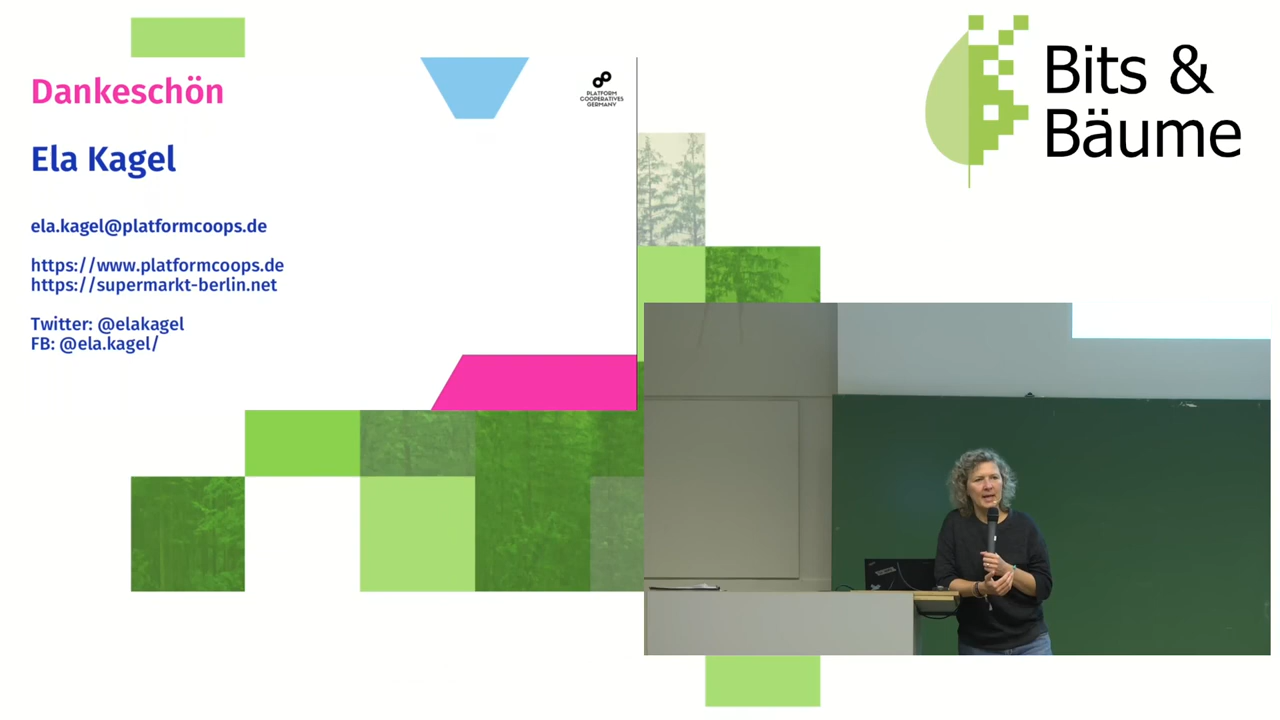 Dankeschön
Ela Kagel
ela.kagel@platformcoops.de
https://www.platformcoops.de
https://supermarkt-berlin.net
Twitter: @elakagel
FB: @ela.kagel/
PLATFORM
COOPERATIVES
GERMANY
Bits &
Bäume